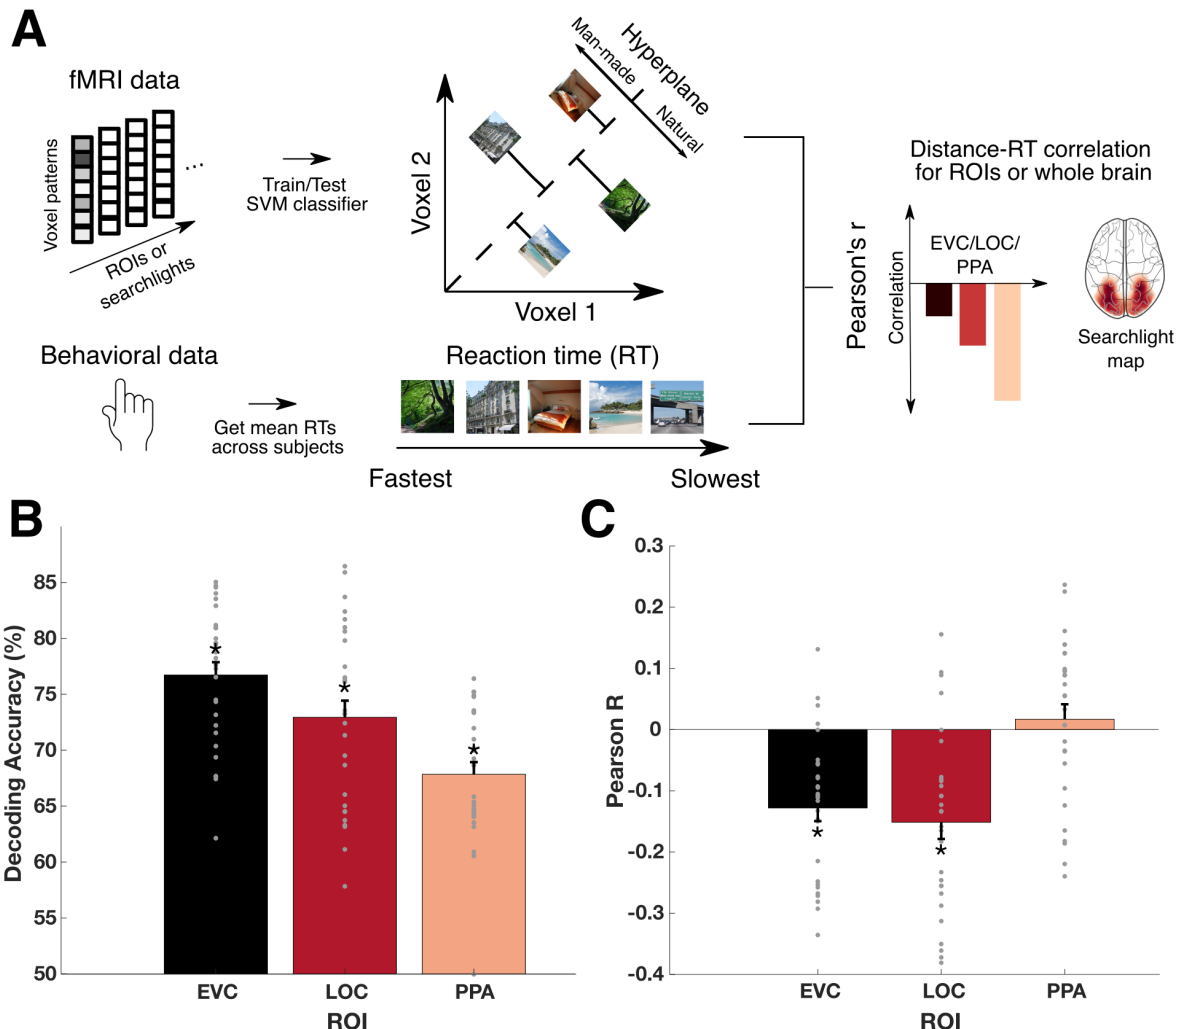 A
fMRI data
Voxel patterns
...
ROIs or
searchlights
Train/Test
SVM classifier
Voxel 2
Voxel 1
Man-made
Hyperplane
Natural
Behavioral data
Get mean RTs
across subjects
Reaction time (RT)
Fastest
Slowest
Pearson's r
Distance-RT correlation
for ROIs or whole brain
Correlation
EVC/LOC/
PPA
Searchlight
map
B
Decoding Accuracy (%)
85
80
75
70
65
60
55
50
*
*
*
EVC
LOC
PPA
ROI
C
Pearson R
0.3
0.2
0.1
0
-0.1
-0.2
-0.3
-0.4
*
*
EVC
LOC
PPA
ROI